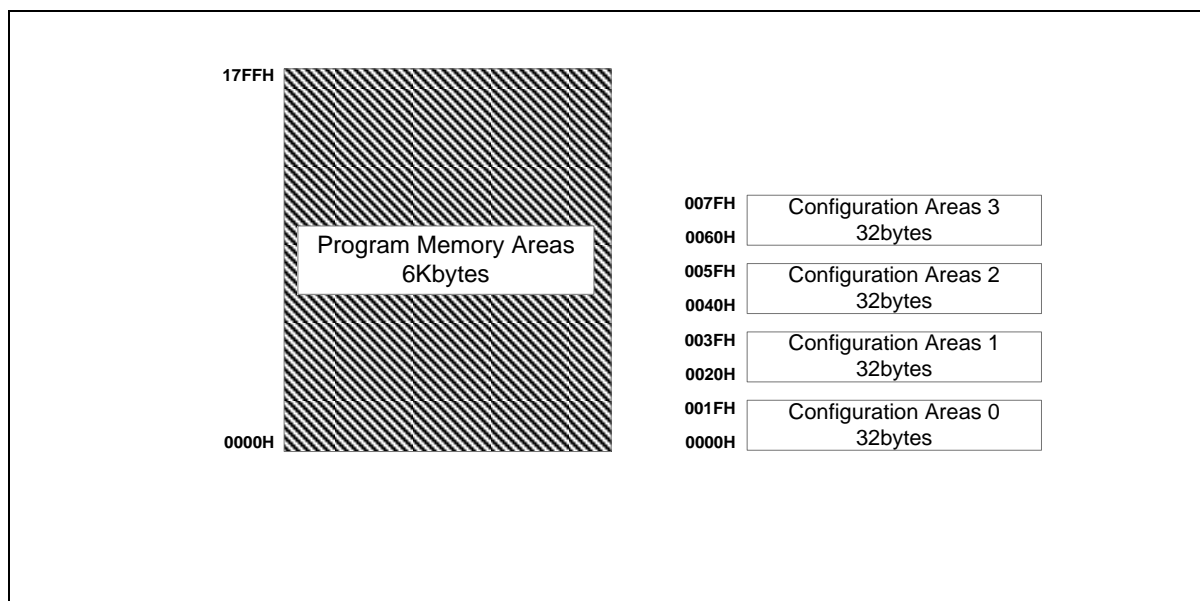 17FFH
Program Memory Areas
6Kbytes
0000H
007FH
Configuration Areas 3
0060H
32bytes
005FH
Configuration Areas 2
0040H
32bytes
003FH
Configuration Areas 1
0020H
32bytes
001FH
Configuration Areas 0
0000H
32bytes